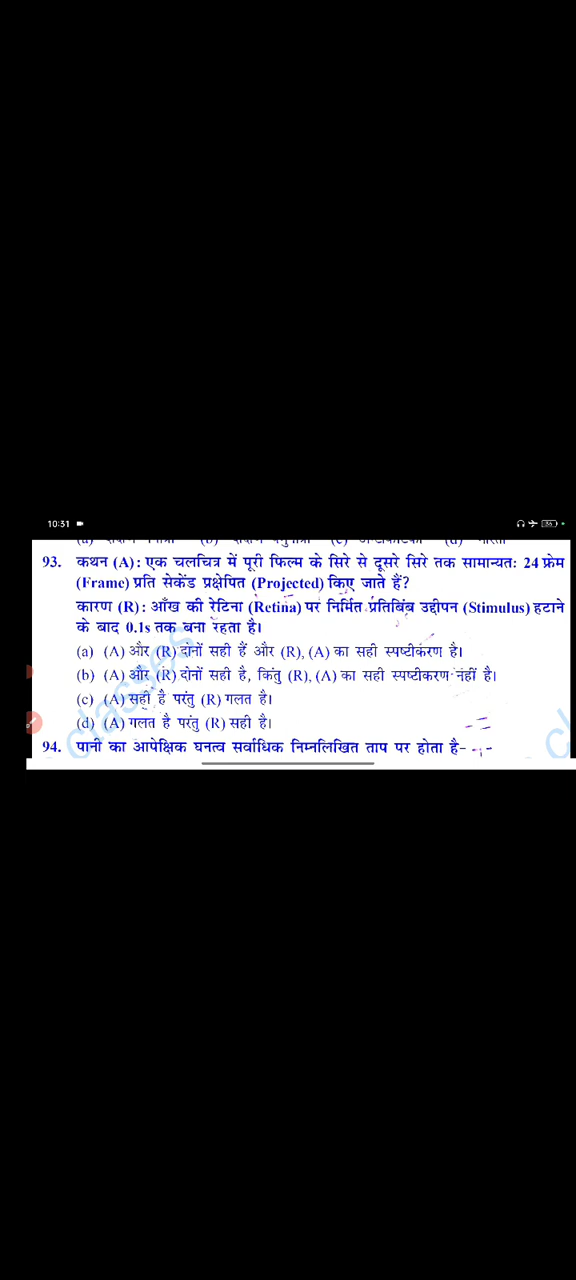 10:31
93. कथन (A) : एक चलचित्र में पूरी फिल्म के सिरे से दूसरे सिरे तक सामान्यत: 24 फ्रेम
(Frame) प्रति सेकेंड प्रक्षेपित (Projected) किए जाते हैं?
कारण (R) : आँख की रेटिना (Retina) पर निर्मित प्रतिबिंब उद्दीपन (Stimulus) हटाने
के बाद 0.1s तक बना रहता है।
(a) (A) और (R) दोनों सही हैं और (R), (A) का सही स्पष्टीकरण है।
(b) (A) और (R) दोनों सही है, किंतु (R), (A) का सही स्पष्टीकरण नहीं है।
(c) (A) सही है परंतु (R) गलत है।
(d) (A) गलत है परंतु (R) सही है।
94. पानी का आपेक्षिक घनत्व सर्वाधिक निम्नलिखित ताप पर होता है-
classes